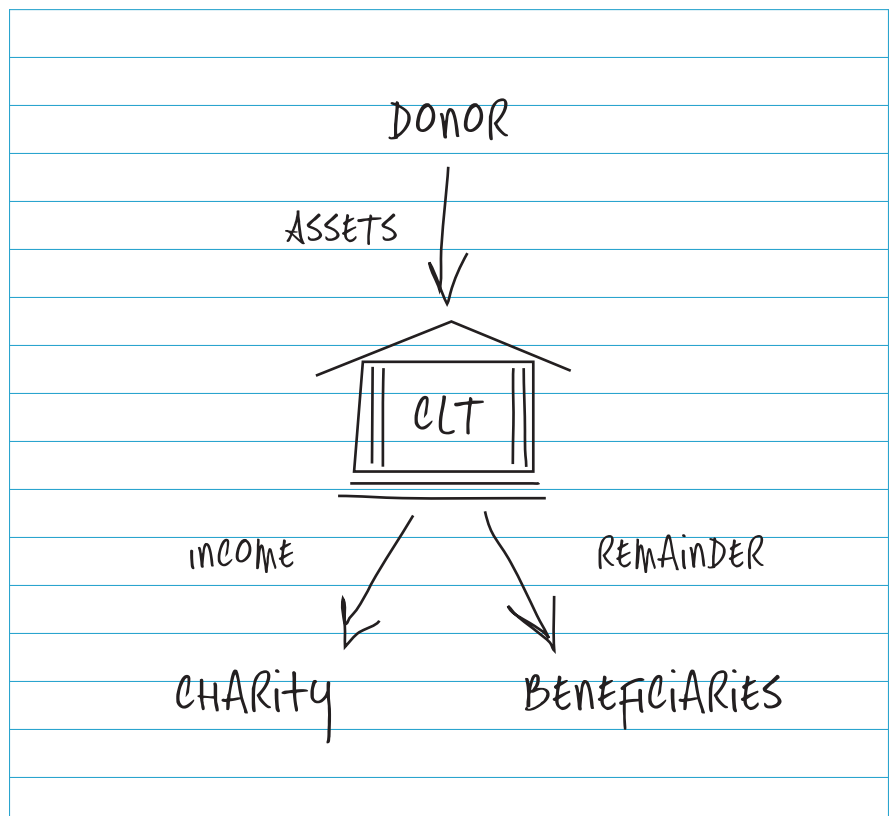 DONOR
ASSETS
CLT
INCOME
REMAINDER
CHARITY
BENEFICIARIES